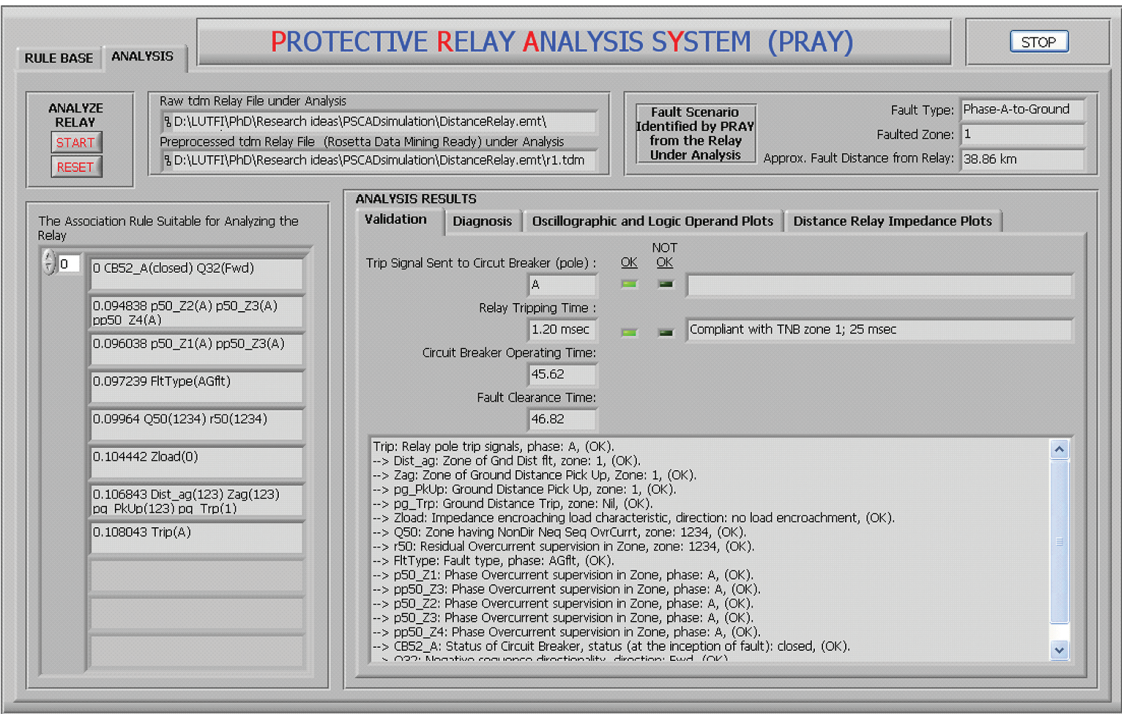 PROTECTIVE RELAY ANALYSIS SYSTEM (PRAY)
STOP
RULE BASE
ANALYSIS
ANALYZE
RELAY
START
RESET
Raw tdm Relay File under Analysis
D:\LUTFI\PhD\Research ideas\PSCADsimulation\DistanceRelay.emt\
Preprocessed tdm Relay File (Rosetta Data Mining Ready) under Analysis
D:\LUTFI\PhD\Research ideas\PSCADsimulation\DistanceRelay.emt\r1.tdm
Fault Scenario
Identified by PRAY
from the Relay
Under Analysis
Fault Type: Phase-A-to-Ground
Faulted Zone: 1
Approx. Fault Distance from Relay: 38.86 km
The Association Rule Suitable for Analyzing the
Relay
0
0 CB52_A(closed) Q32(Fwd)
0.094838 p50_Z2(A) p50_Z3(A)
pp50_Z4(A)
0.096038 p50_Z1(A) pp50_Z3(A)
0.097239 FltType(AGflt)
0.09964 Q50(1234) r50(1234)
0.104442 Zload(0)
0.106843 Dist_ag(123) Zag(123)
pg_PkUp(123) pg_Trp(1)
0.108043 Trip(A)
ANALYSIS RESULTS
Validation
Diagnosis
Oscillographic and Logic Operand Plots
Distance Relay Impedance Plots
Trip Signal Sent to Circut Breaker (pole) :
OK
NOT
OK
A
Relay Tripping Time :
1.20 msec
Compliant with TNB zone 1; 25 msec
Circuit Breaker Operating Time:
45.62
Fault Clearance Time:
46.82
Trip: Relay pole trip signals, phase: A, (OK).
--> Dist_ag: Zone of Gnd Dist flt, zone: 1, (OK).
--> Zag: Zone of Ground Distance Pick Up, Zone: 1, (OK).
--> pg_PkUp: Ground Distance Pick Up, zone: 1, (OK).
--> pg_Trp: Ground Distance Trip, zone: Nil, (OK).
--> Zload: Impedance encroaching load characteristic, direction: no load encroachment, (OK).
--> Q50: Zone having NonDir Neq Seq OvrCurrt, zone: 1234, (OK).
--> r50: Residual Overcurrent supervision in Zone, zone: 1234, (OK).
--> FltType: Fault type, phase: AGflt, (OK).
--> p50_Z1: Phase Overcurrent supervision in Zone, phase: A, (OK).
--> pp50_Z3: Phase Overcurrent supervision in Zone, phase: A, (OK).
--> p50_Z2: Phase Overcurrent supervision in Zone, phase: A, (OK).
--> p50_Z3: Phase Overcurrent supervision in Zone, phase: A, (OK).
--> pp50_Z4: Phase Overcurrent supervision in Zone, phase: A, (OK).
--> CB52_A: Status of Circuit Breaker, status (at the inception of fault): closed, (OK).
--> Q32: Negative sequence directionality, direction: Fwd, (OK)